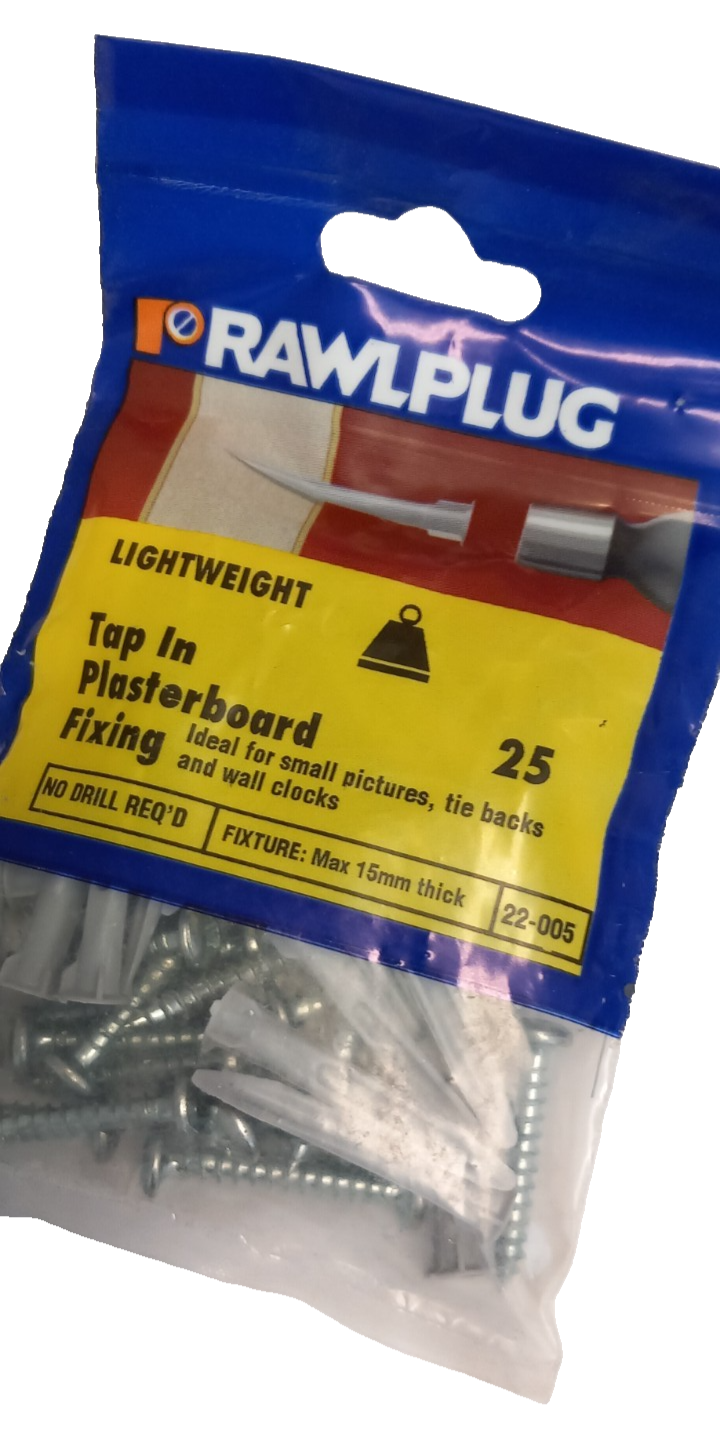 RAWLPLUG
LIGHTWEIGHT
Tap In
Plasterboard
Fixing
Ideal for small pictures, tie backs
and wall clocks
25
NO DRILL REQ'D
FIXTURE: Max 15mm thick
22-005